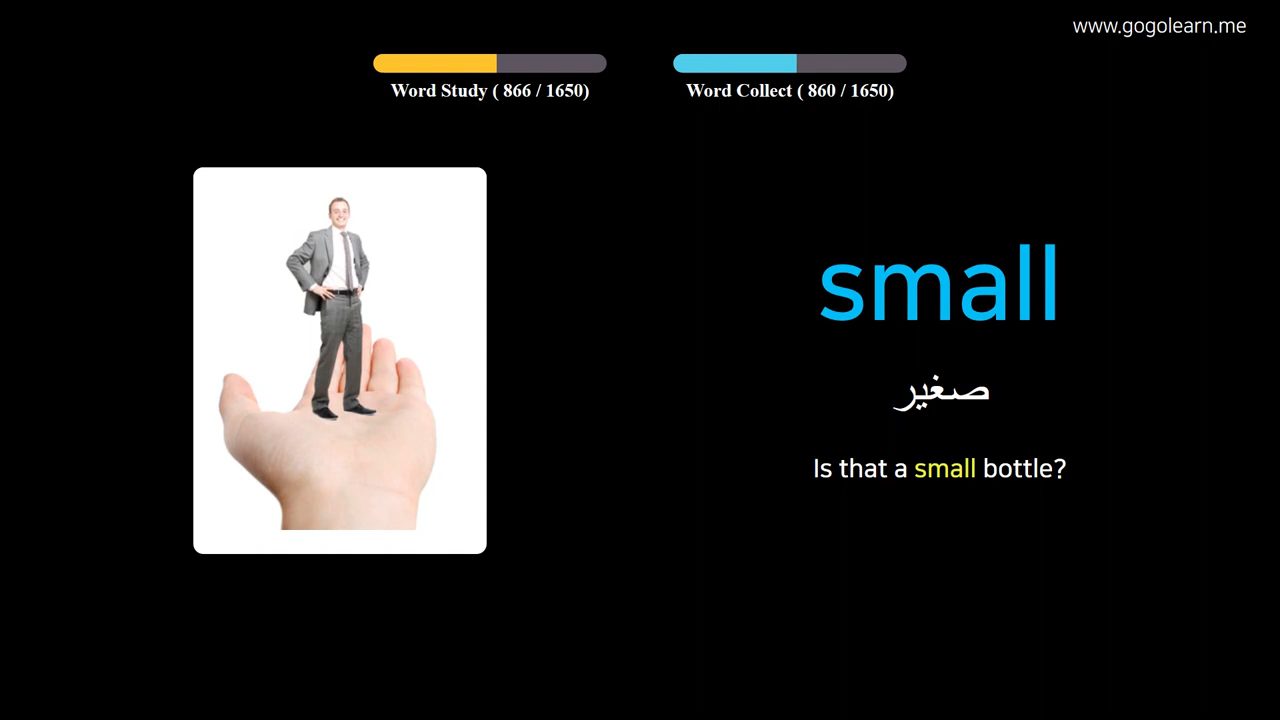 www.gogolearn.me
Word Study ( 866 / 1650)
Word Collect ( 860 / 1650)
small
صغير
Is that a small bottle?